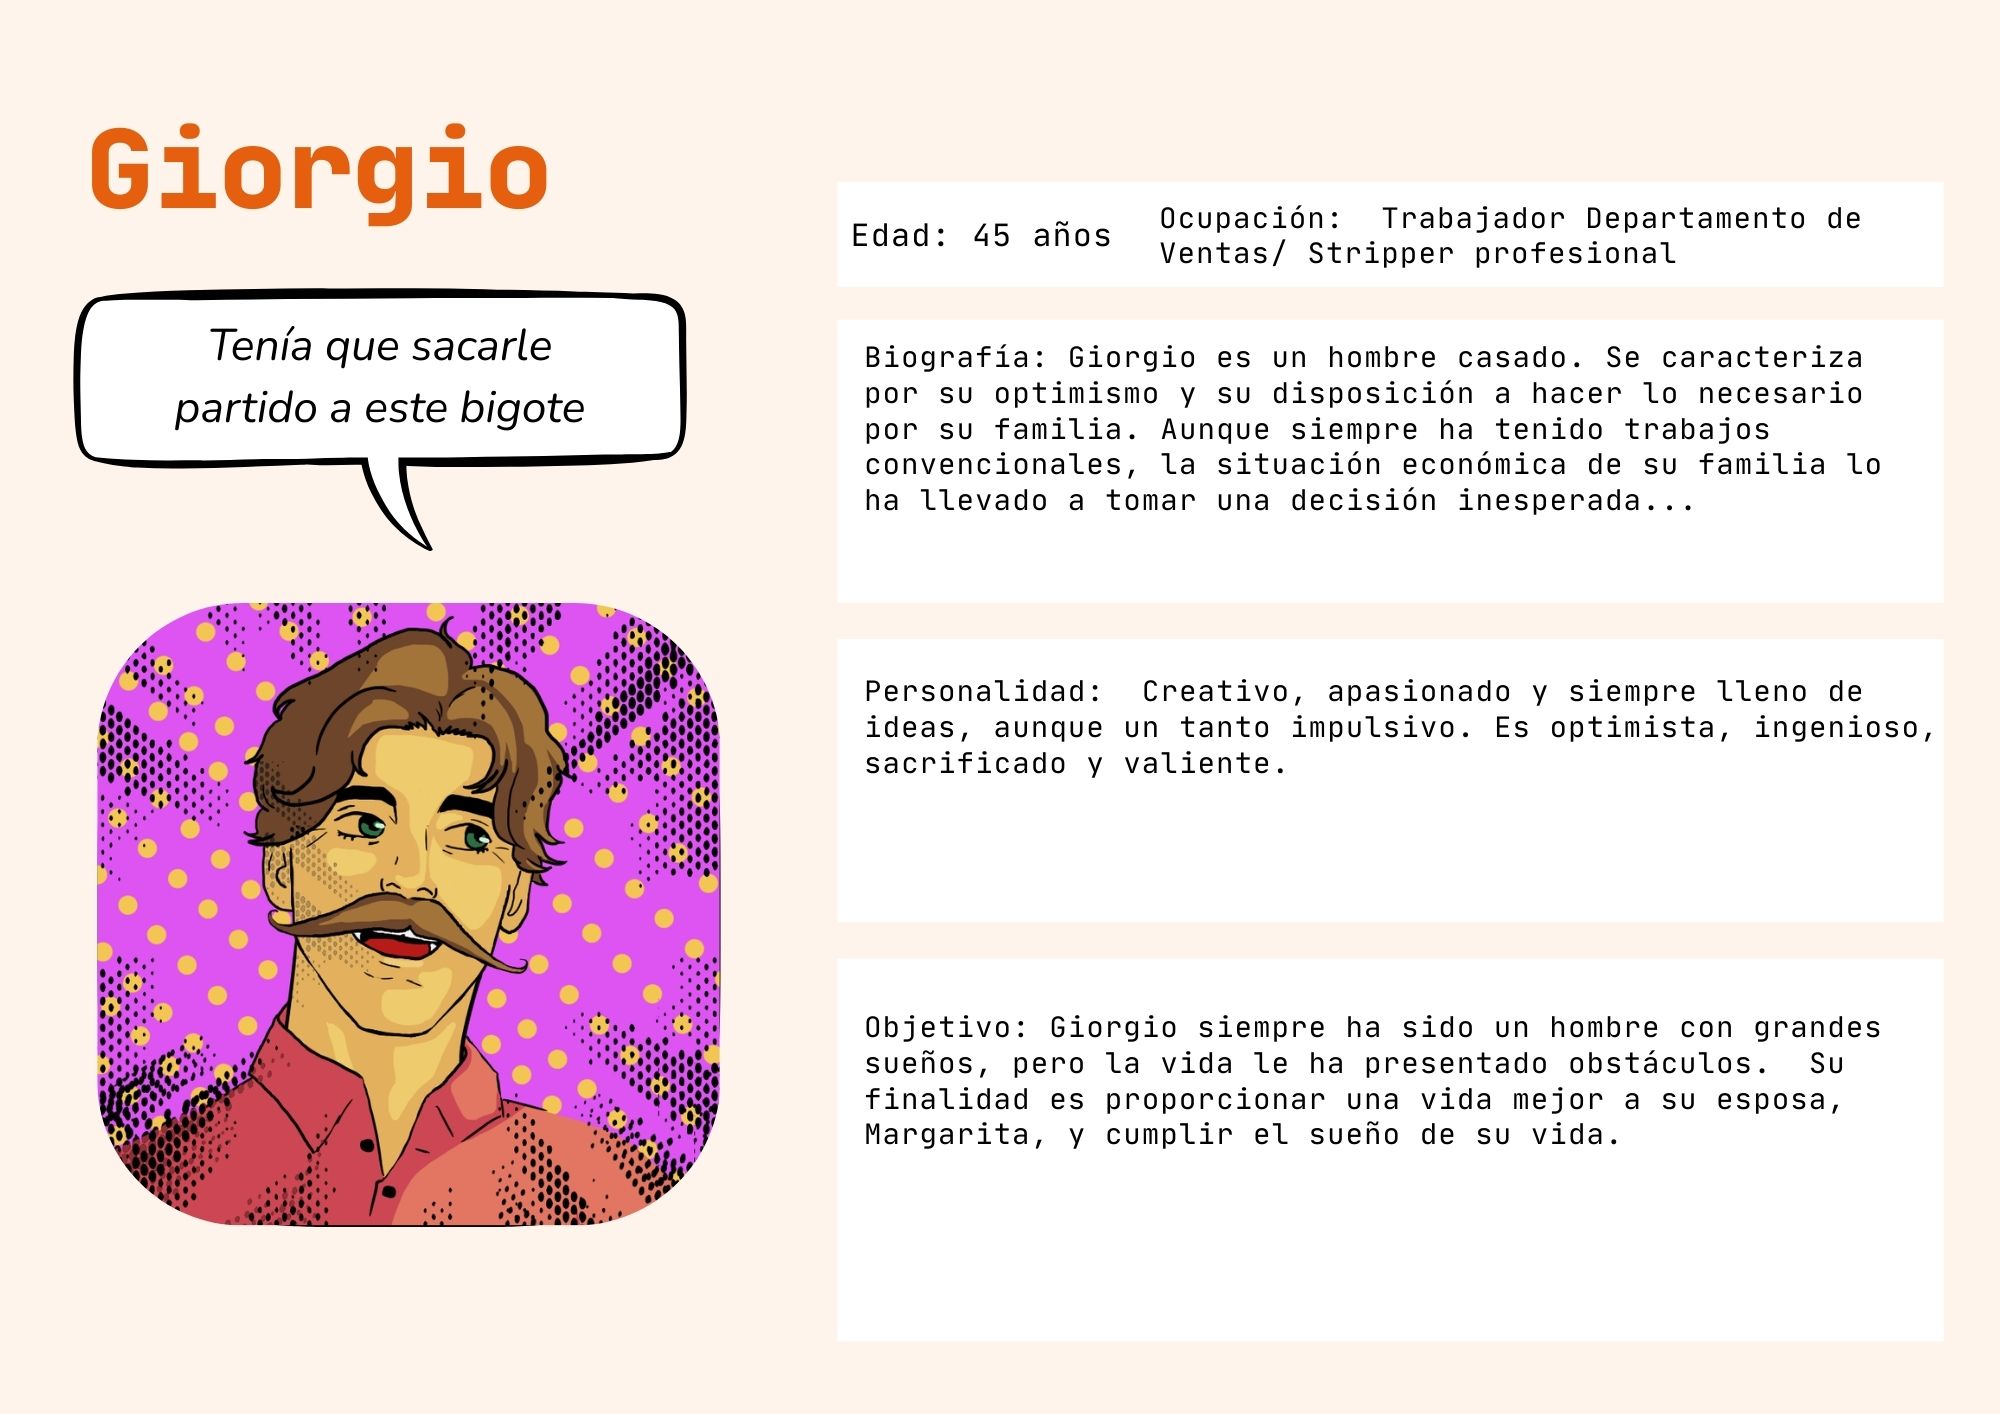 Giorgio
Tenía que sacarle
partido a este bigote
Edad: 45 años
Ocupación:  Trabajador Departamento de
Ventas/ Stripper profesional
Biografía: Giorgio es un hombre casado. Se caracteriza
por su optimismo y su disposición a hacer lo necesario
por su familia. Aunque siempre ha tenido trabajos
convencionales, la situación económica de su familia lo
ha llevado a tomar una decisión inesperada...
Personalidad:  Creativo, apasionado y siempre lleno de
ideas, aunque un tanto impulsivo. Es optimista, ingenioso,
sacrificado y valiente.
Objetivo: Giorgio siempre ha sido un hombre con grandes
sueños, pero la vida le ha presentado obstáculos.  Su
finalidad es proporcionar una vida mejor a su esposa,
Margarita, y cumplir el sueño de su vida.